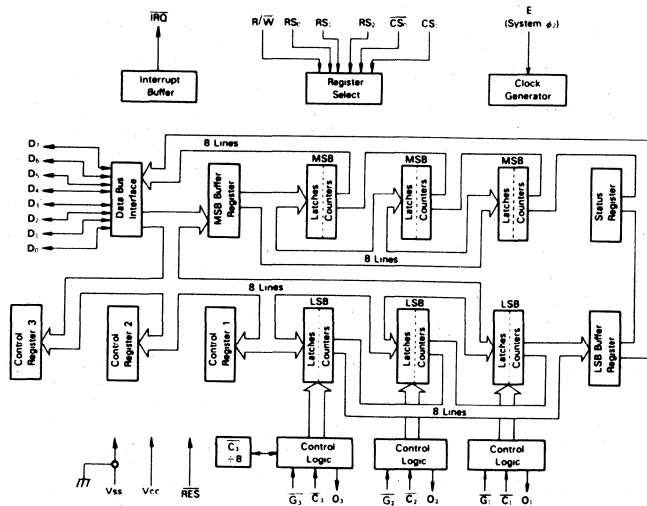 IRQ
R/W RS₀ RS₁ RS₂ CS₀ CS₁
E
(System φ₂)
Interrupt
Buffer
Register
Select
Clock
Generator
8 Lines
D₇
D₆
D₅
D₄
D₃
D₂
D₁
D₀
Data Bus
Interface
MSB Buffer
Register
MSB
Latches
Counters
MSB
Latches
Counters
MSB
Latches
Counters
Status
Register
8 Lines
8 Lines
Control
Register 3
Control
Register 2
Control
Register 1
LSB
Latches
Counters
LSB
Latches
Counters
LSB
Latches
Counters
LSB Buffer
Register
8 Lines
C₃
÷8
Control
Logic
Control
Logic
Control
Logic
Vss
Vcc
RES
G₃ C₃ O₃
G₂ C₂ O₂
G₁ C₁ O₁